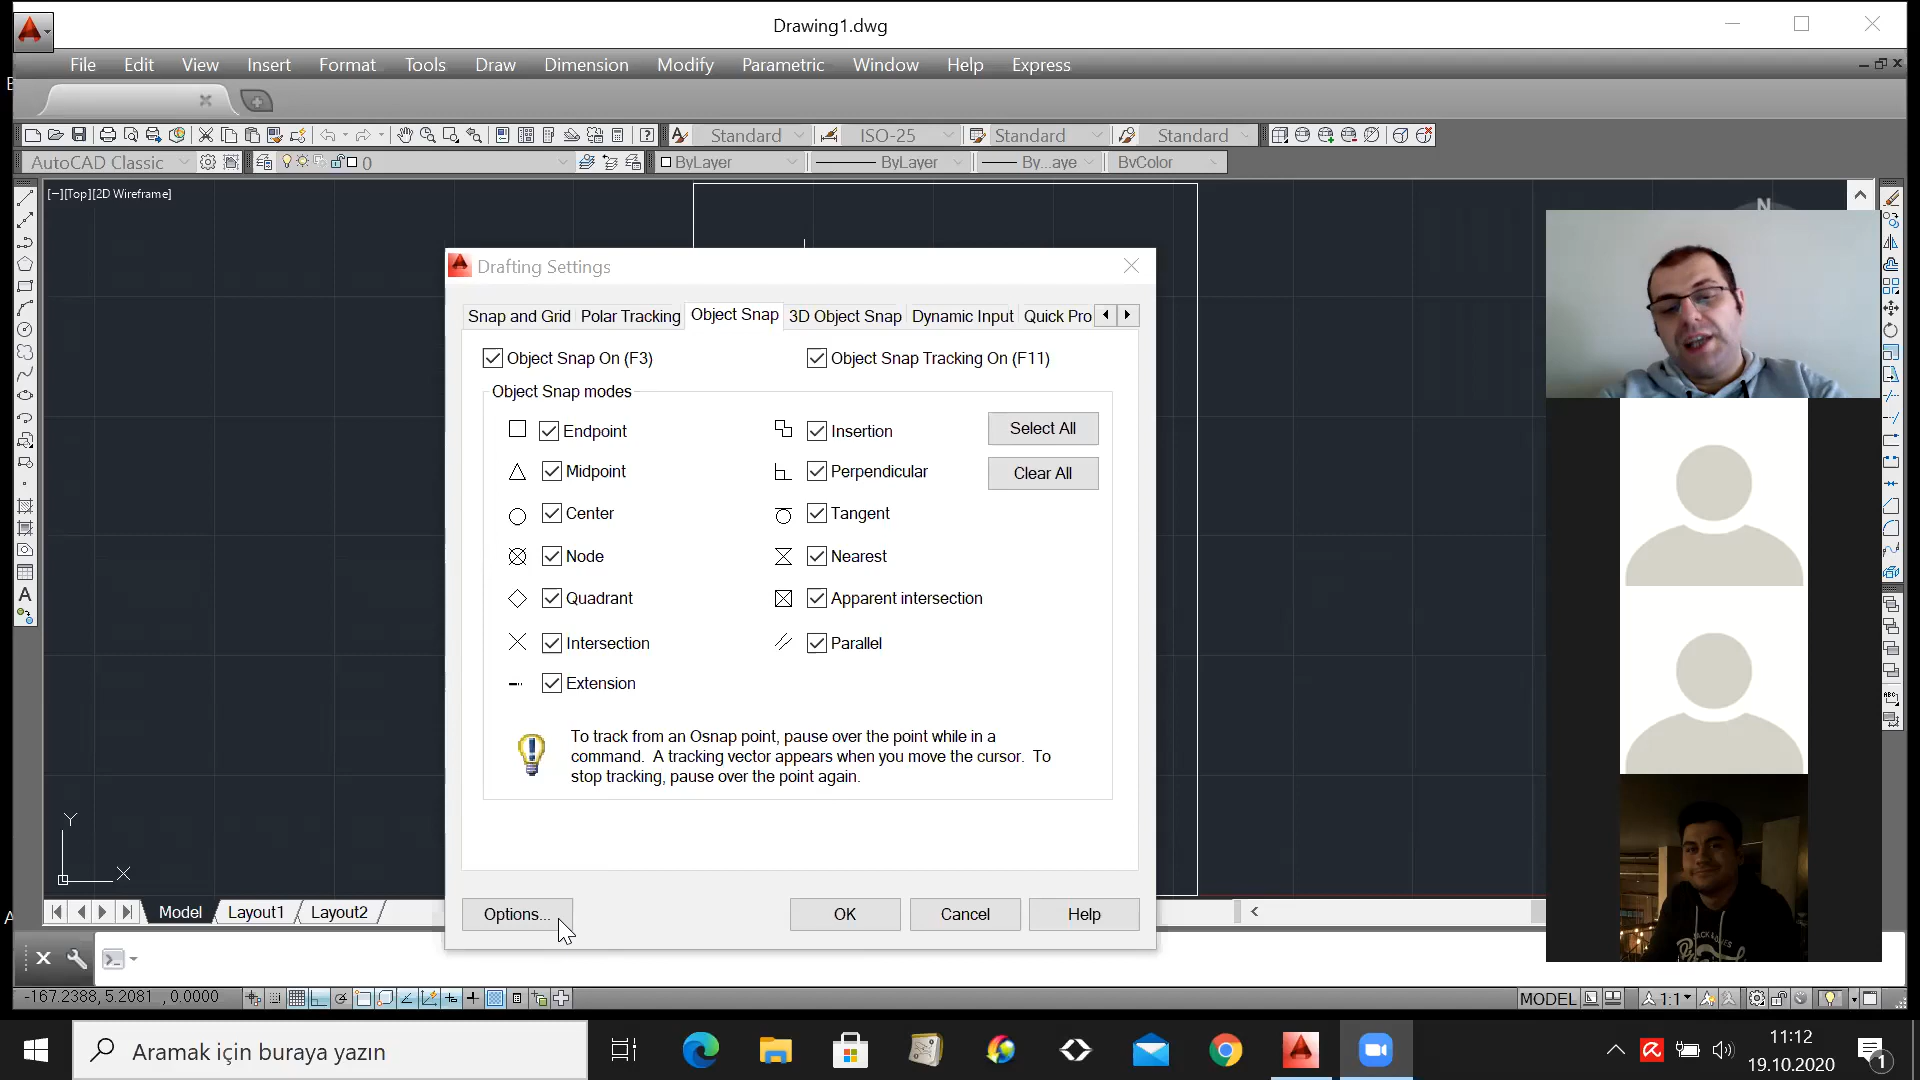 Drawing1.dwg
File Edit View Insert Format Tools Draw Dimension Modify Parametric Window Help Express
Standard ISO-25 Standard Standard
AutoCAD Classic 0 ByLayer ByLayer By...aye ByColor
[−][Top][2D Wireframe]
N
Drafting Settings
Snap and Grid Polar Tracking Object Snap 3D Object Snap Dynamic Input Quick Pro
Object Snap On (F3) Object Snap Tracking On (F11)
Object Snap modes
Endpoint Insertion Select All
Midpoint Perpendicular Clear All
Center Tangent
Node Nearest
Quadrant Apparent intersection
Intersection Parallel
Extension
To track from an Osnap point, pause over the point while in a
command. A tracking vector appears when you move the cursor. To
stop tracking, pause over the point again.
Y
X
Options... OK Cancel Help
Model Layout1 Layout2
-167.2388, 5.2081 , 0.0000 MODEL 1:1
Aramak için buraya yazın
11:12
19.10.2020
1